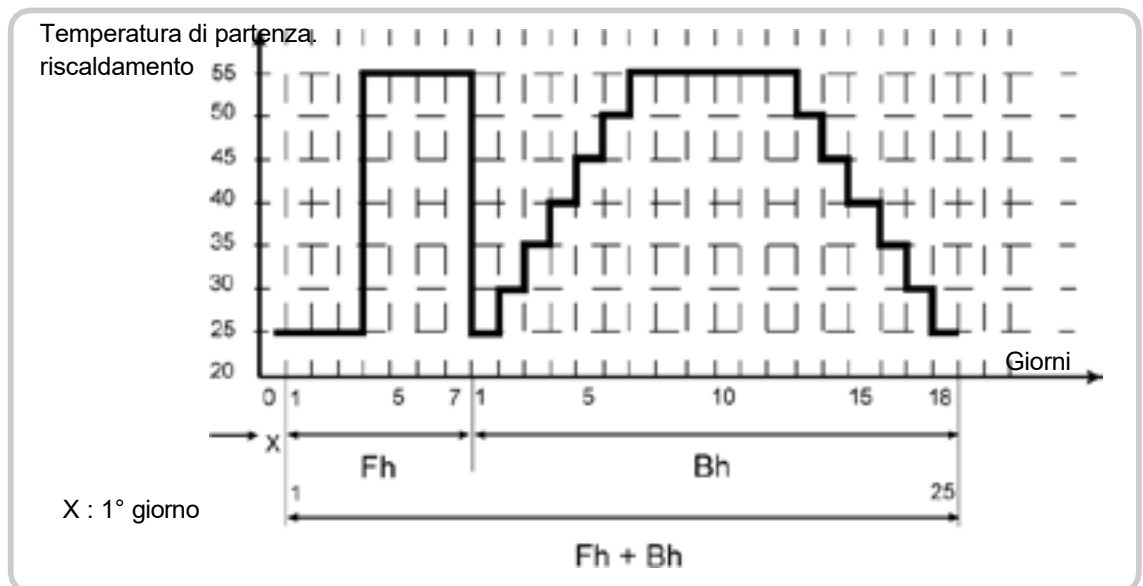 Temperatura di partenza.
riscaldamento
55
50
45
40
35
30
25
20
Giorni
0 1 5 7 1 5 10 15 18
X
Fh Bh
1 25
X : 1° giorno
Fh + Bh